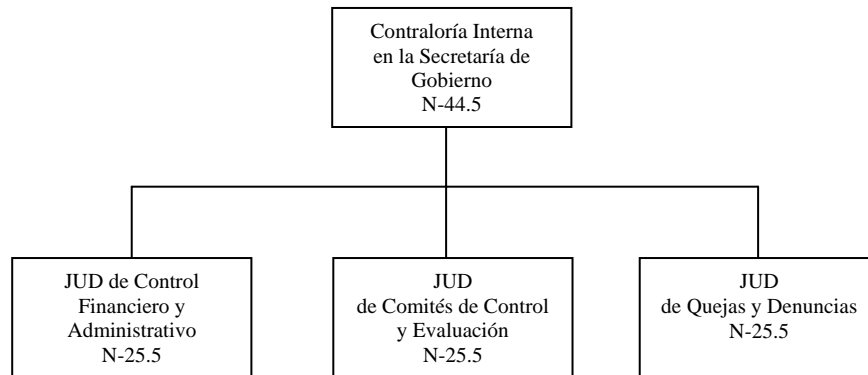 Contraloría Interna
en la Secretaría de
Gobierno
N-44.5
JUD de Control
Financiero y
Administrativo
N-25.5
JUD
de Comités de Control
y Evaluación
N-25.5
JUD
de Quejas y Denuncias
N-25.5